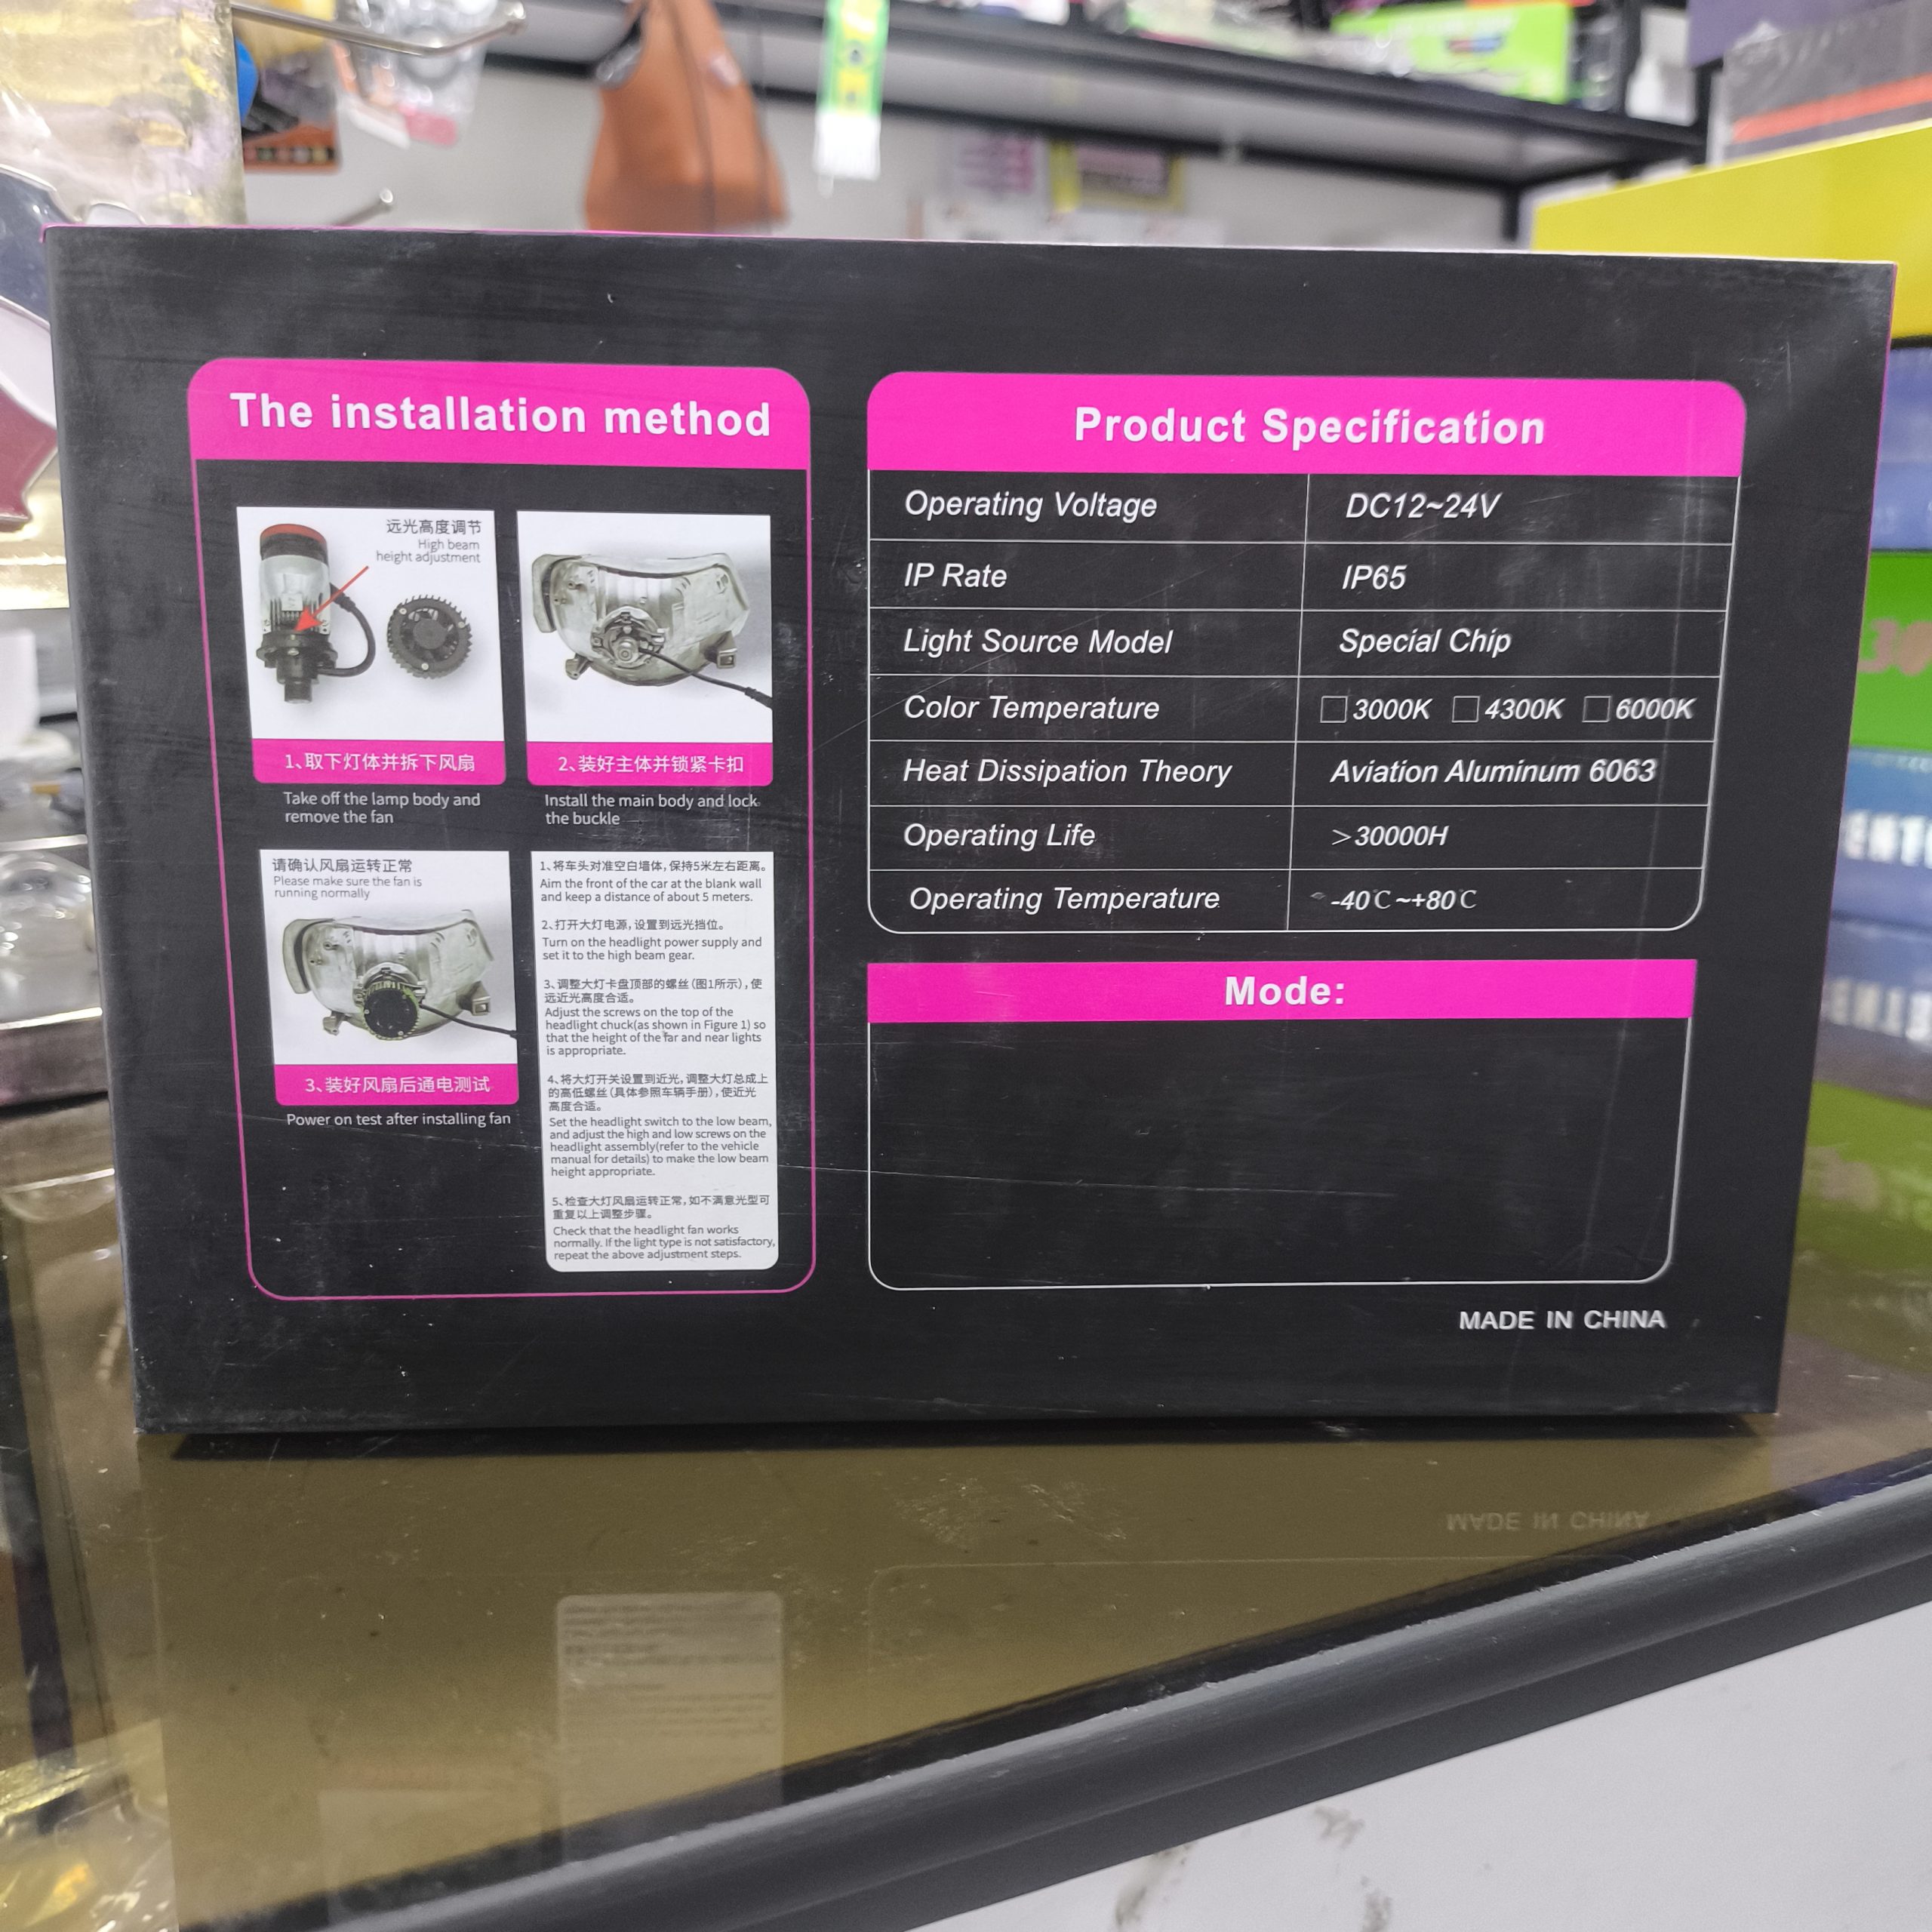 The installation method
远光高度调节
High beam
height adjustment
1、取下灯体并拆下风扇
Take off the lamp body and
remove the fan
2、装好主体并锁紧卡扣
Install the main body and lock
the buckle
请确认风扇运转正常
Please make sure the fan is
running normally
3、装好风扇后通电测试
Power on test after installing fan
1、将车头对准空白墙体，保持5米左右距离。
Aim the front of the car at the blank wall
and keep a distance of about 5 meters.
2、打开大灯电源，设置到远光挡位。
Turn on the headlight power supply and
set it to the high beam gear.
3、调整大灯卡盘顶部的螺丝（图1所示），使
远近光高度合适。
Adjust the screws on the top of the
headlight chuck(as shown in Figure 1) so
that the height of the far and near lights
is appropriate.
4、将大灯开关设置到近光，调整大灯总成上
的高低螺丝（具体参照车辆手册），使近光
高度合适。
Set the headlight switch to the low beam,
and adjust the high and low screws on the
headlight assembly(refer to the vehicle
manual for details) to make the low beam
height appropriate.
5、检查大灯风扇运转正常，如不满意光型可
重复以上调整步骤。
Check that the headlight fan works
normally. If the light type is not satisfactory,
repeat the above adjustment steps.
Product Specification
Operating Voltage DC12~24V
IP Rate IP65
Light Source Model Special Chip
Color Temperature □3000K □4300K □6000K
Heat Dissipation Theory Aviation Aluminum 6063
Operating Life >30000H
Operating Temperature -40℃~+80℃
Mode:
MADE IN CHINA